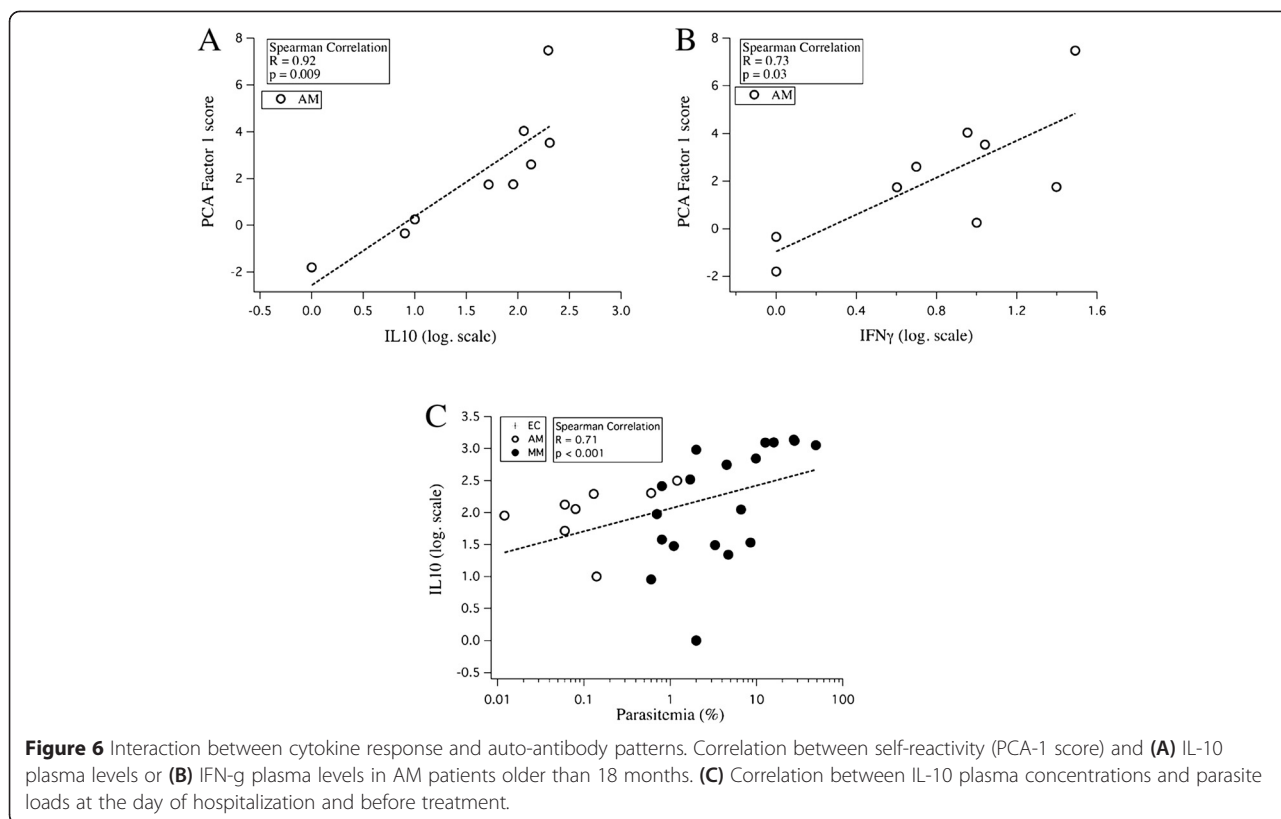 A
Spearman Correlation
R = 0.92
p = 0.009
AM
8
6
4
2
0
-2
PCA Factor 1 score
-0.5 0.0 0.5 1.0 1.5 2.0 2.5 3.0
IL10 (log. scale)
B
Spearman Correlation
R = 0.73
p = 0.03
AM
8
6
4
2
0
-2
PCA Factor 1 score
0.0 0.4 0.8 1.2 1.6
IFNγ (log. scale)
C
EC
AM
MM
Spearman Correlation
R = 0.71
p < 0.001
3.5
3.0
2.5
2.0
1.5
1.0
0.5
0.0
-0.5
IL10 (log. scale)
0.01 0.1 1 10 100
Parasitemia (%)
Figure 6 Interaction between cytokine response and auto-antibody patterns. Correlation between self-reactivity (PCA-1 score) and (A) IL-10
plasma levels or (B) IFN-g plasma levels in AM patients older than 18 months. (C) Correlation between IL-10 plasma concentrations and parasite
loads at the day of hospitalization and before treatment.